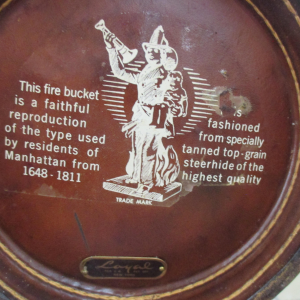 This fire bucket
is a faithful
reproduction
of the type used
by residents of
Manhattan from
1648-1811
is
fashioned
from specially
tanned top-grain
steerhide of the
highest quality
TRADE MARK